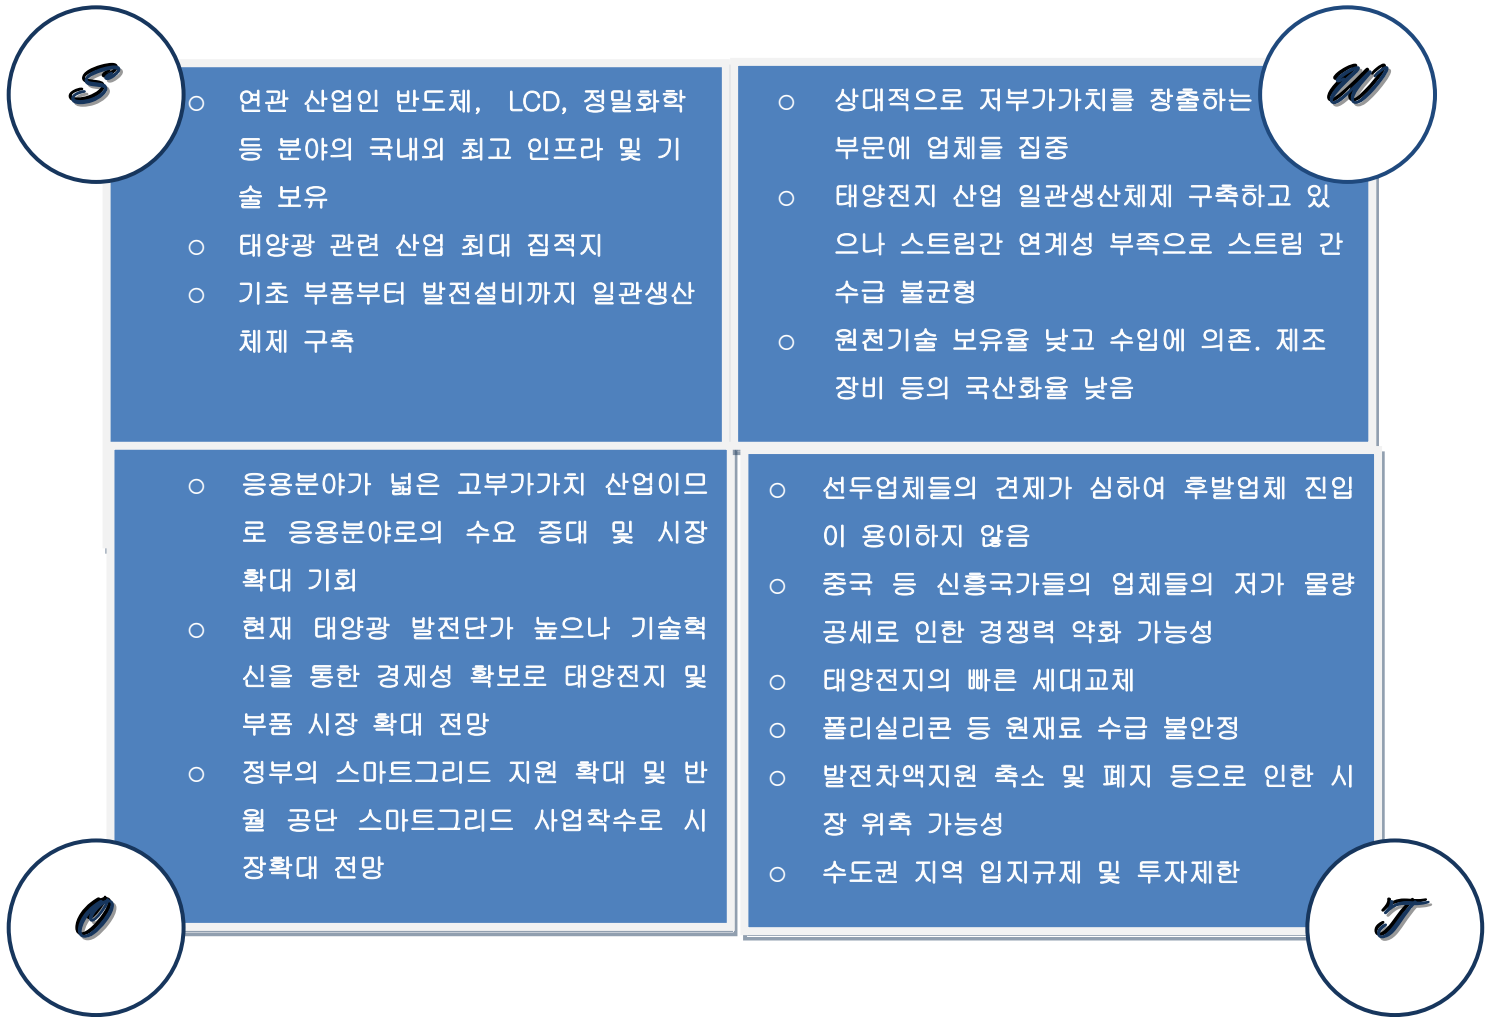 S
○ 연관 산업인 반도체, LCD, 정밀화학
등 분야의 국내외 최고 인프라 및 기
술 보유
○ 태양광 관련 산업 최대 집적지
○ 기초 부품부터 발전설비까지 일관생산
체제 구축
W
○ 상대적으로 저부가가치를 창출하는
부문에 업체들 집중
○ 태양전지 산업 일관생산체제 구축하고 있
으나 스트림간 연계성 부족으로 스트림 간
수급 불균형
○ 원천기술 보유율 낮고 수입에 의존. 제조
장비 등의 국산화율 낮음
O
○ 응용분야가 넓은 고부가가치 산업이므
로 응용분야로의 수요 증대 및 시장
확대 기회
○ 현재 태양광 발전단가 높으나 기술혁
신을 통한 경제성 확보로 태양전지 및
부품 시장 확대 전망
○ 정부의 스마트그리드 지원 확대 및 반
월 공단 스마트그리드 사업착수로 시
장확대 전망
T
○ 선두업체들의 견제가 심하여 후발업체 진입
이 용이하지 않음
○ 중국 등 신흥국가들의 업체들의 저가 물량
공세로 인한 경쟁력 약화 가능성
○ 태양전지의 빠른 세대교체
○ 폴리실리콘 등 원재료 수급 불안정
○ 발전차액지원 축소 및 폐지 등으로 인한 시
장 위축 가능성
○ 수도권 지역 입지규제 및 투자제한